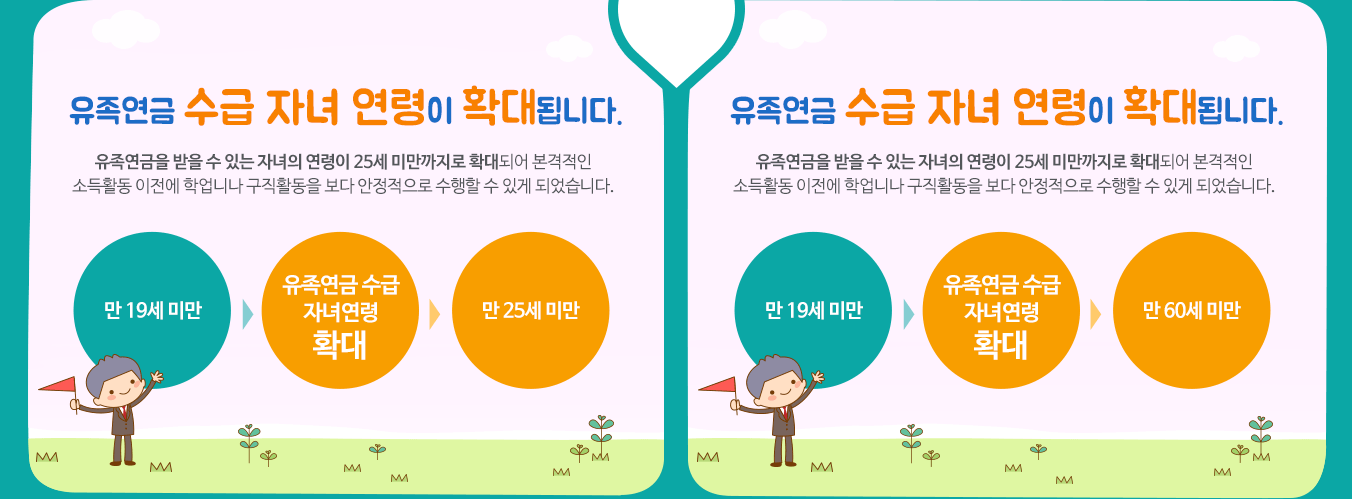 유족연금 수급 자녀 연령이 확대됩니다.
유족연금을 받을 수 있는 자녀의 연령이 25세 미만까지로 확대되어 본격적인
소득활동 이전에 학업니나 구직활동을 보다 안정적으로 수행할 수 있게 되었습니다.
만 19세 미만
유족연금 수급
자녀연령
확대
만 25세 미만
유족연금 수급 자녀 연령이 확대됩니다.
유족연금을 받을 수 있는 자녀의 연령이 25세 미만까지로 확대되어 본격적인
소득활동 이전에 학업니나 구직활동을 보다 안정적으로 수행할 수 있게 되었습니다.
만 19세 미만
유족연금 수급
자녀연령
확대
만 60세 미만